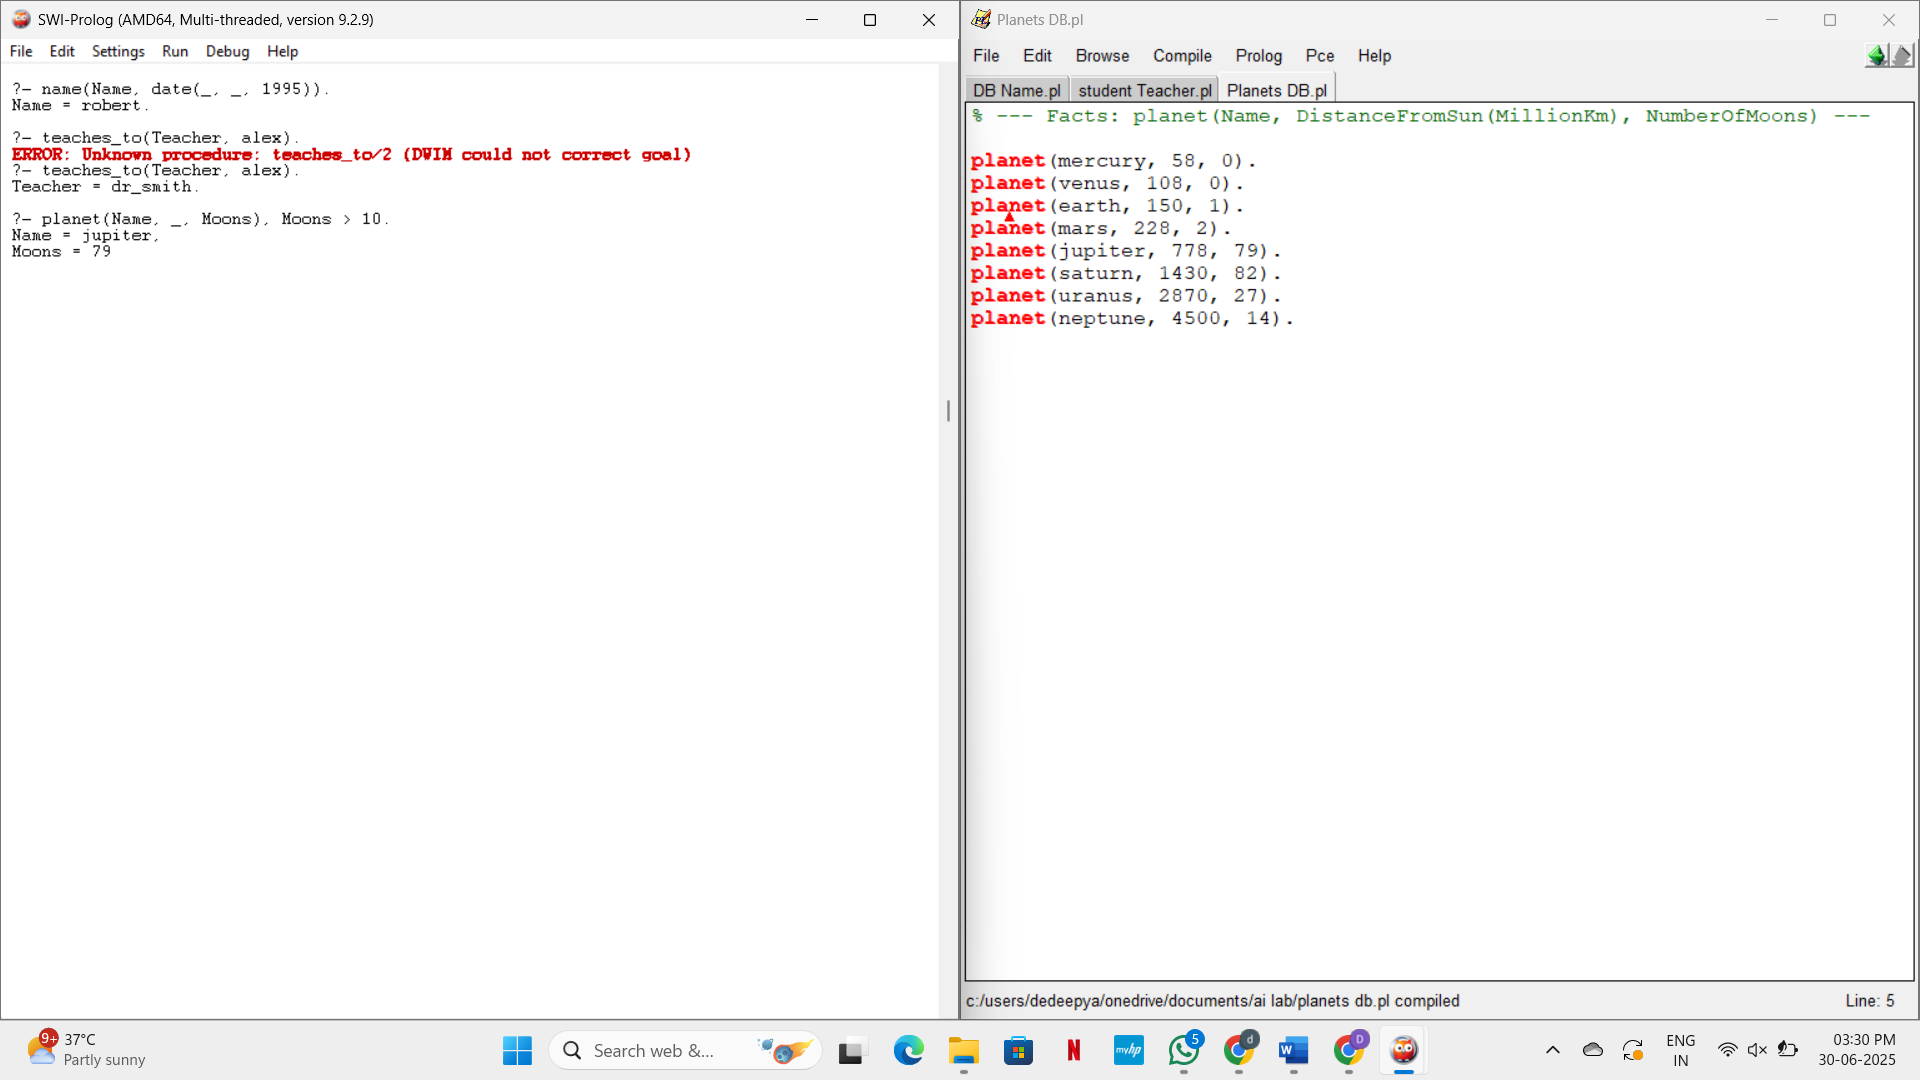 SWI-Prolog (AMD64, Multi-threaded, version 9.2.9)
File Edit Settings Run Debug Help
?- name(Name, date(_, _, 1995)).
Name = robert.
?- teaches_to(Teacher, alex).
ERROR: Unknown procedure: teaches_to/2 (DWIM could not correct goal)
?- teaches_to(Teacher, alex).
Teacher = dr_smith.
?- planet(Name, _, Moons), Moons > 10.
Name = jupiter,
Moons = 79
Planets DB.pl
File Edit Browse Compile Prolog Pce Help
DB Name.pl student Teacher.pl Planets DB.pl
% --- Facts: planet(Name, DistanceFromSun(MillionKm), NumberOfMoons) ---
planet(mercury, 58, 0).
planet(venus, 108, 0).
planet(earth, 150, 1).
planet(mars, 228, 2).
planet(jupiter, 778, 79).
planet(saturn, 1430, 82).
planet(uranus, 2870, 27).
planet(neptune, 4500, 14).
c:/users/dedeepya/onedrive/documents/ai lab/planets db.pl compiled
Line: 5
9+
37°C
Partly sunny
Search web &...
N
myhp
5
d
W
D
ENG
IN
03:30 PM
30-06-2025